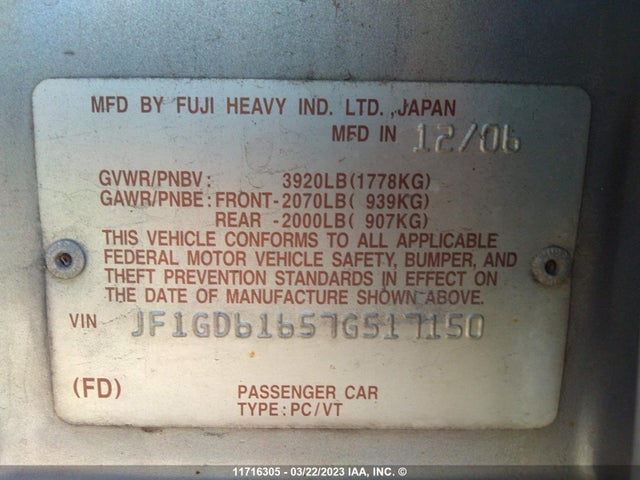 MFD BY FUJI HEAVY IND. LTD.,JAPAN
MFD IN 12/06
GVWR/PNBV: 3920LB(1778KG)
GAWR/PNBE:FRONT-2070LB( 939KG)
REAR -2000LB( 907KG)
THIS VEHICLE CONFORMS TO ALL APPLICABLE
FEDERAL MOTOR VEHICLE SAFETY, BUMPER, AND
THEFT PREVENTION STANDARDS IN EFFECT ON
THE DATE OF MANUFACTURE SHOWN ABOVE.
VIN JF1GD61657G517150
(FD) PASSENGER CAR
TYPE:PC/VT
11716305 - 03/22/2023 IAA, INC. ©